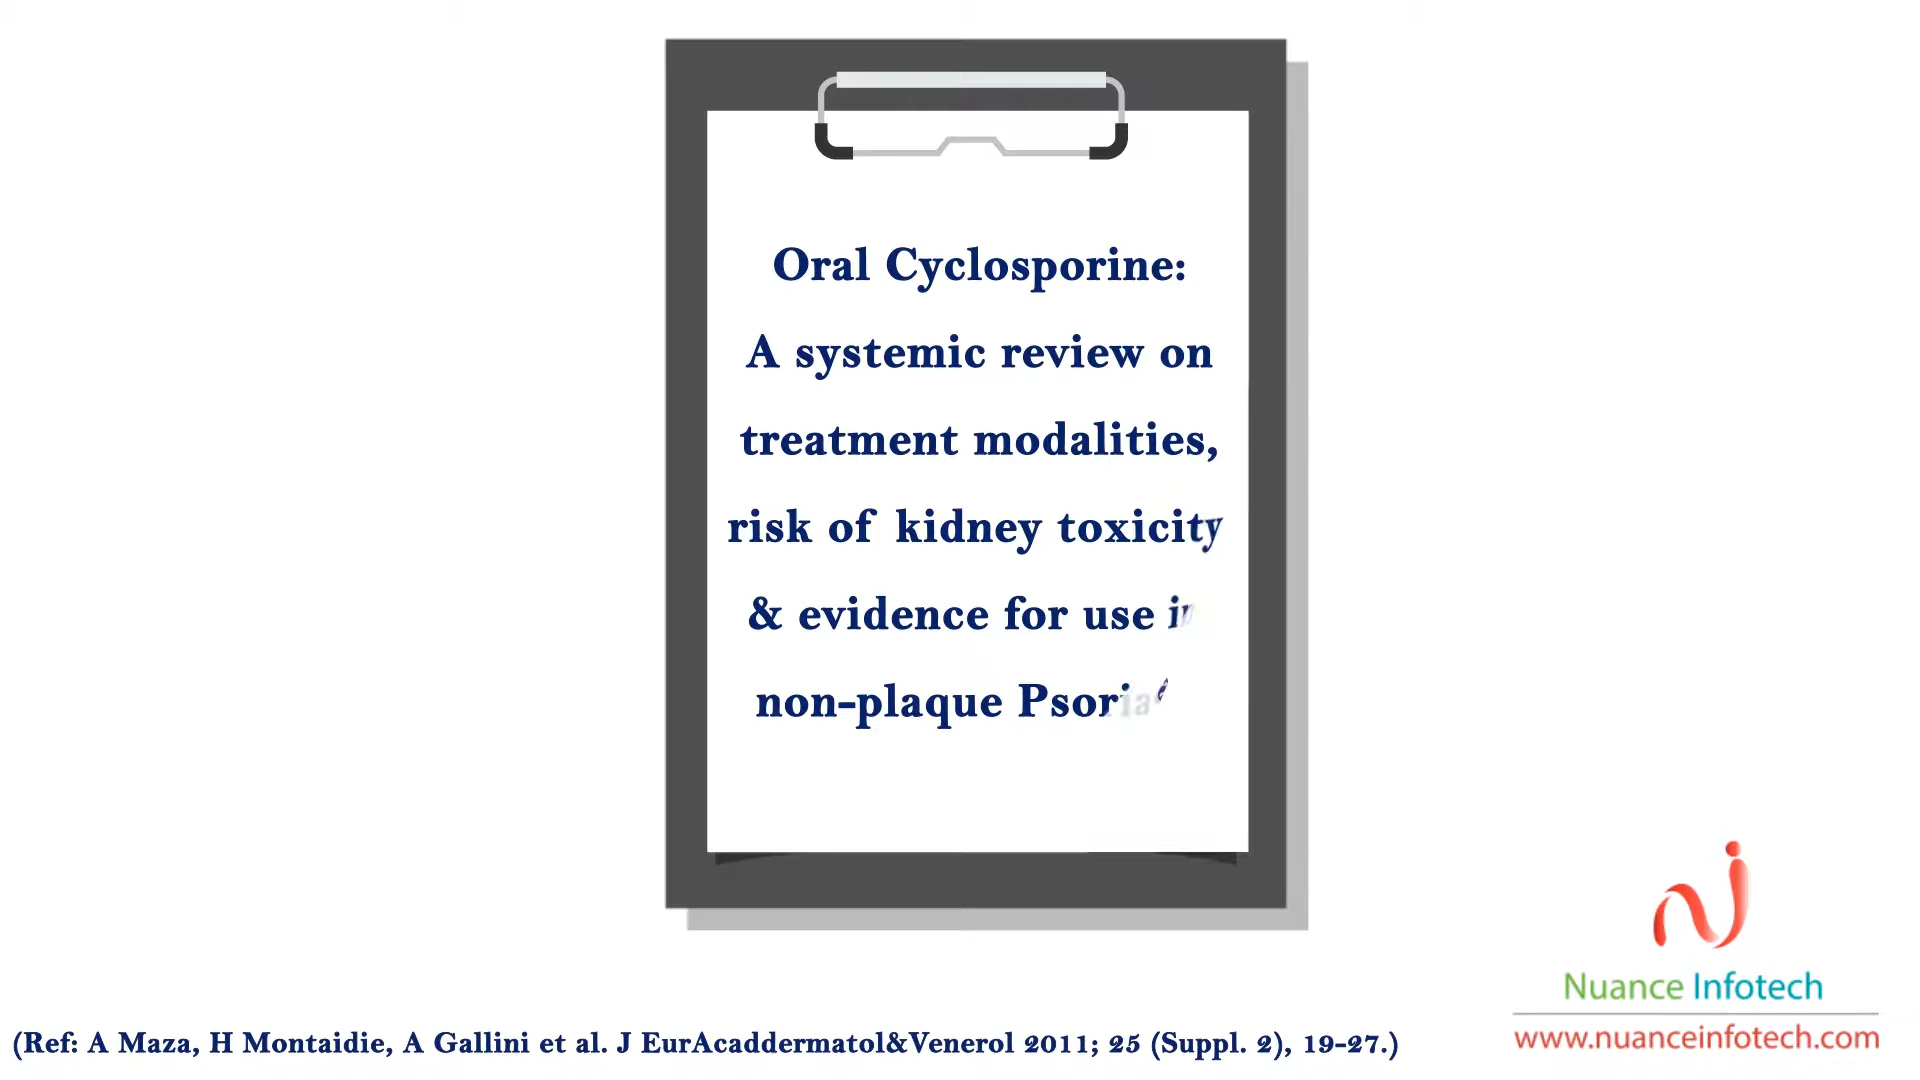 Oral Cyclosporine:
A systemic review on
treatment modalities,
risk of kidney toxicity
& evidence for use
non-plaque
Nuance Infotech
www.nuanceinfotech.com
(Ref: A Maza, H Montaidie, A Gallini et al. J EurAcaddermatol&Venerol 2011; 25 (Suppl. 2), 19-27.)